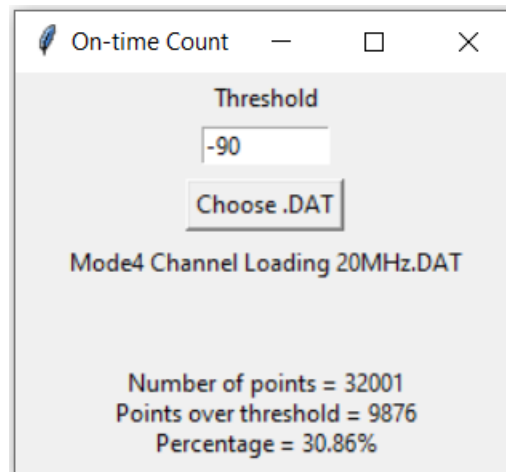 On-time Count
Threshold
-90
Choose .DAT
Mode4 Channel Loading 20MHz.DAT
Number of points = 32001
Points over threshold = 9876
Percentage = 30.86%